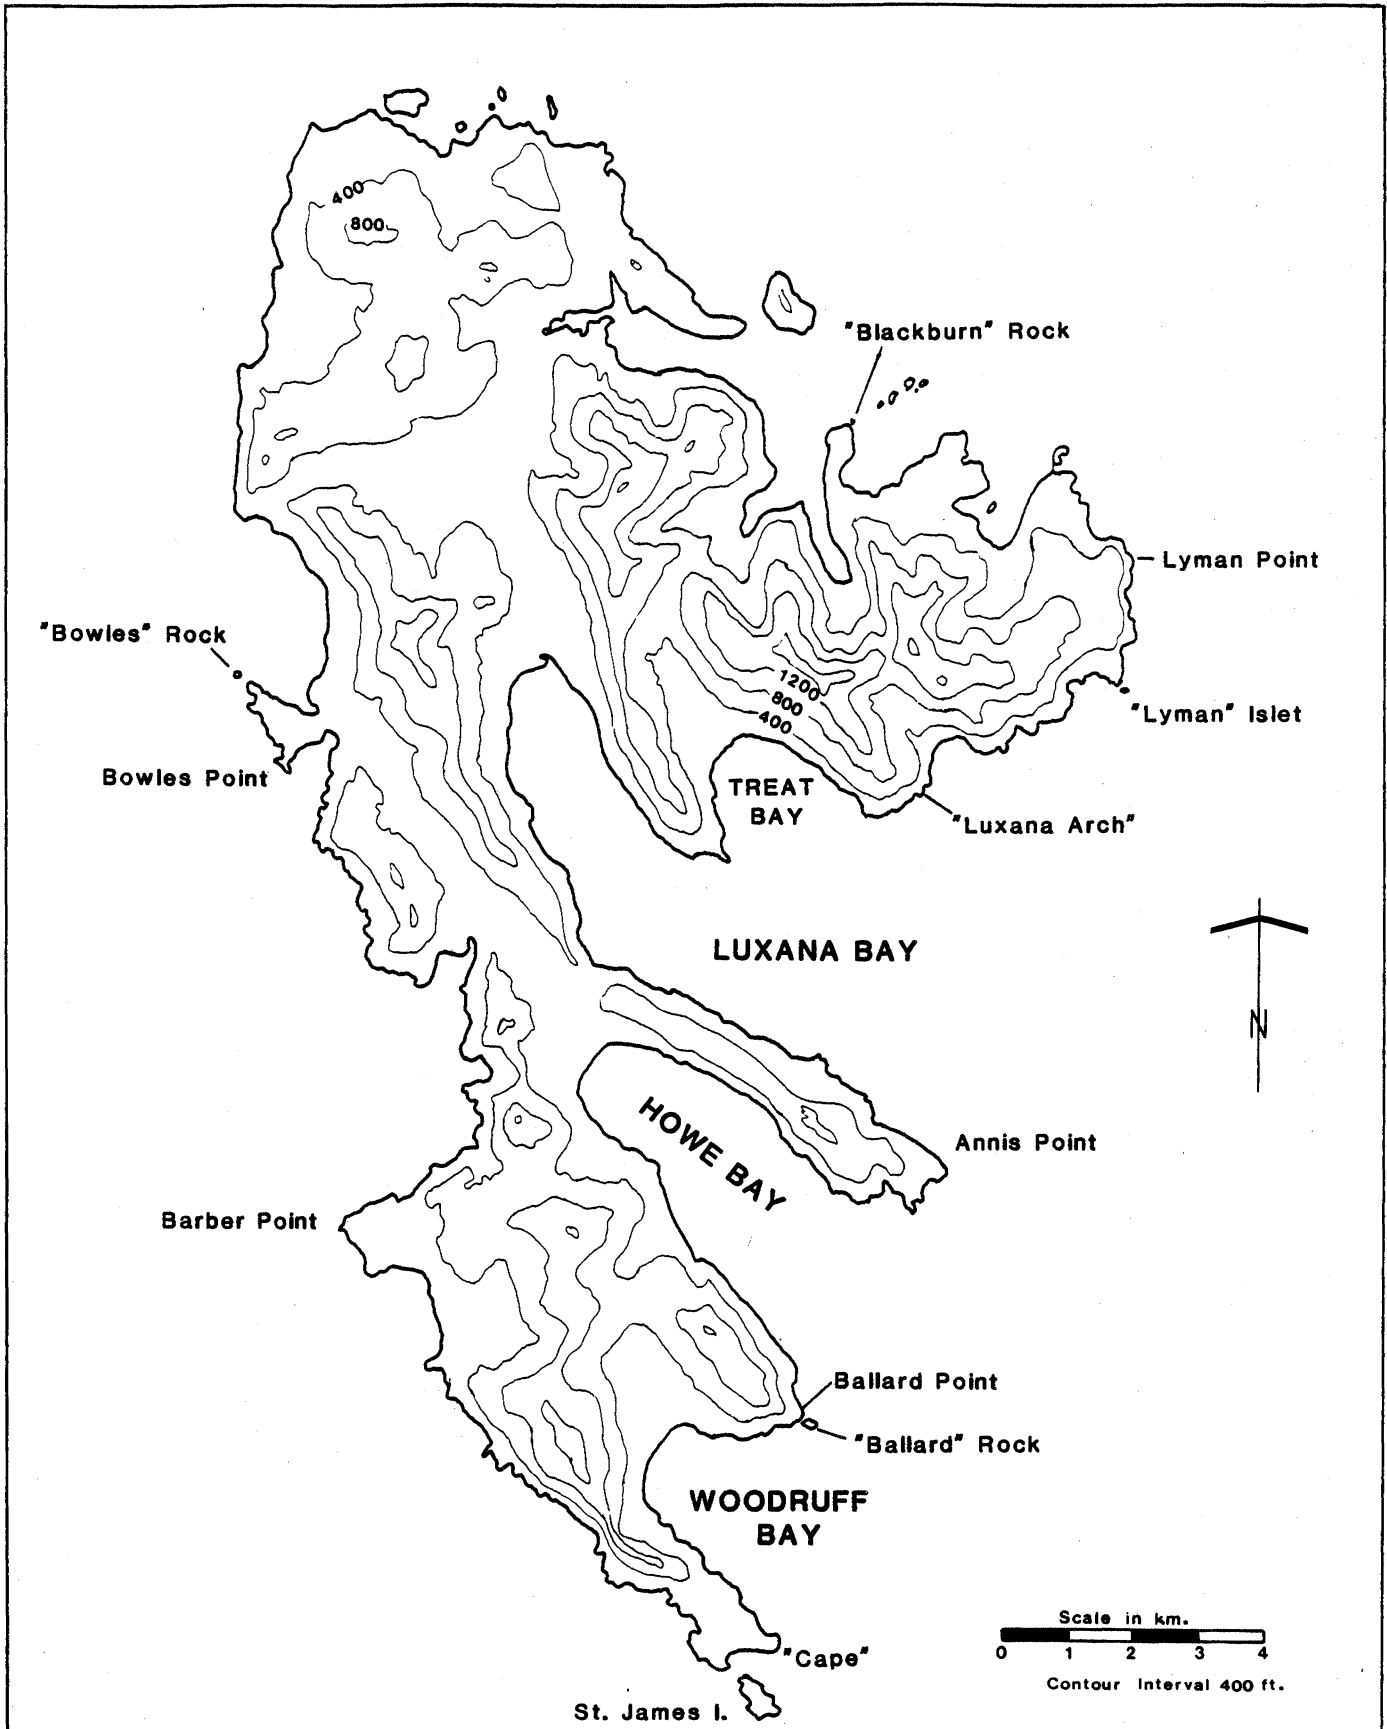 400
800
"Blackburn" Rock
Lyman Point
"Bowles" Rock
1200
800
400
"Lyman" Islet
Bowles Point
TREAT
BAY
"Luxana Arch"
LUXANA BAY
N
HOWE BAY
Annis Point
Barber Point
Ballard Point
"Ballard" Rock
WOODRUFF
BAY
Scale in km.
0 1 2 3 4
"Cape"
Contour Interval 400 ft.
St. James I.